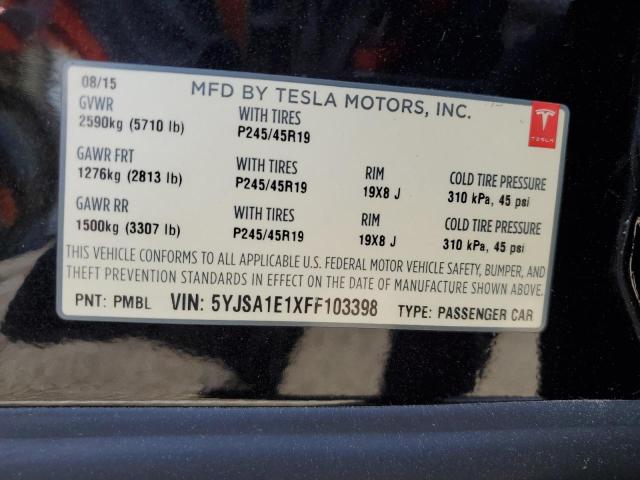 08/15
MFD BY TESLA MOTORS, INC.
GVWR
2590kg (5710 lb)
WITH TIRES
P245/45R19
TESLA
GAWR FRT
1276kg (2813 lb)
WITH TIRES
P245/45R19
RIM
19X8 J
COLD TIRE PRESSURE
310 kPa, 45 psi
GAWR RR
1500kg (3307 lb)
WITH TIRES
P245/45R19
RIM
19X8 J
COLD TIRE PRESSURE
310 kPa, 45 psi
THIS VEHICLE CONFORMS TO ALL APPLICABLE U.S. FEDERAL MOTOR VEHICLE SAFETY, BUMPER, AND
THEFT PREVENTION STANDARDS IN EFFECT ON THE DATE OF MANUFACTURE SHOWN ABOVE.
PNT: PMBL VIN: 5YJSA1E1XFF103398 TYPE: PASSENGER CAR